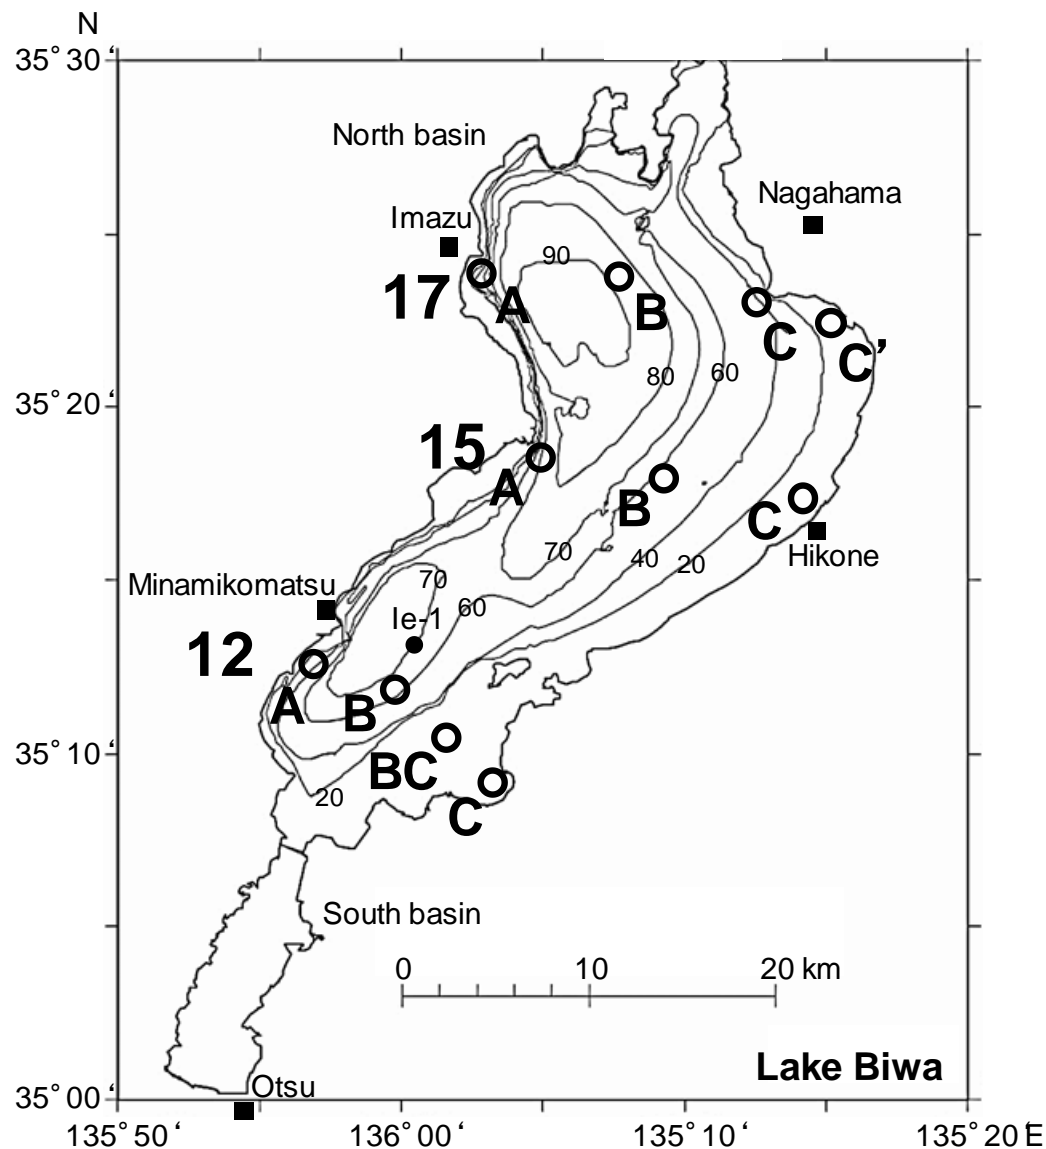 N
35° 30‘
North basin
Nagahama
Imazu
90
17
A
B
C
C’
80
60
35° 20‘
15
A
B
C
70
Hikone
40
20
70
Minamikomatsu
60
Ie-1
12
A
B
35° 10‘
BC
20
C
South basin
0 10 20 km
Lake Biwa
Otsu
35° 00‘
135° 50‘ 136° 00‘ 135° 10‘ 135° 20 E